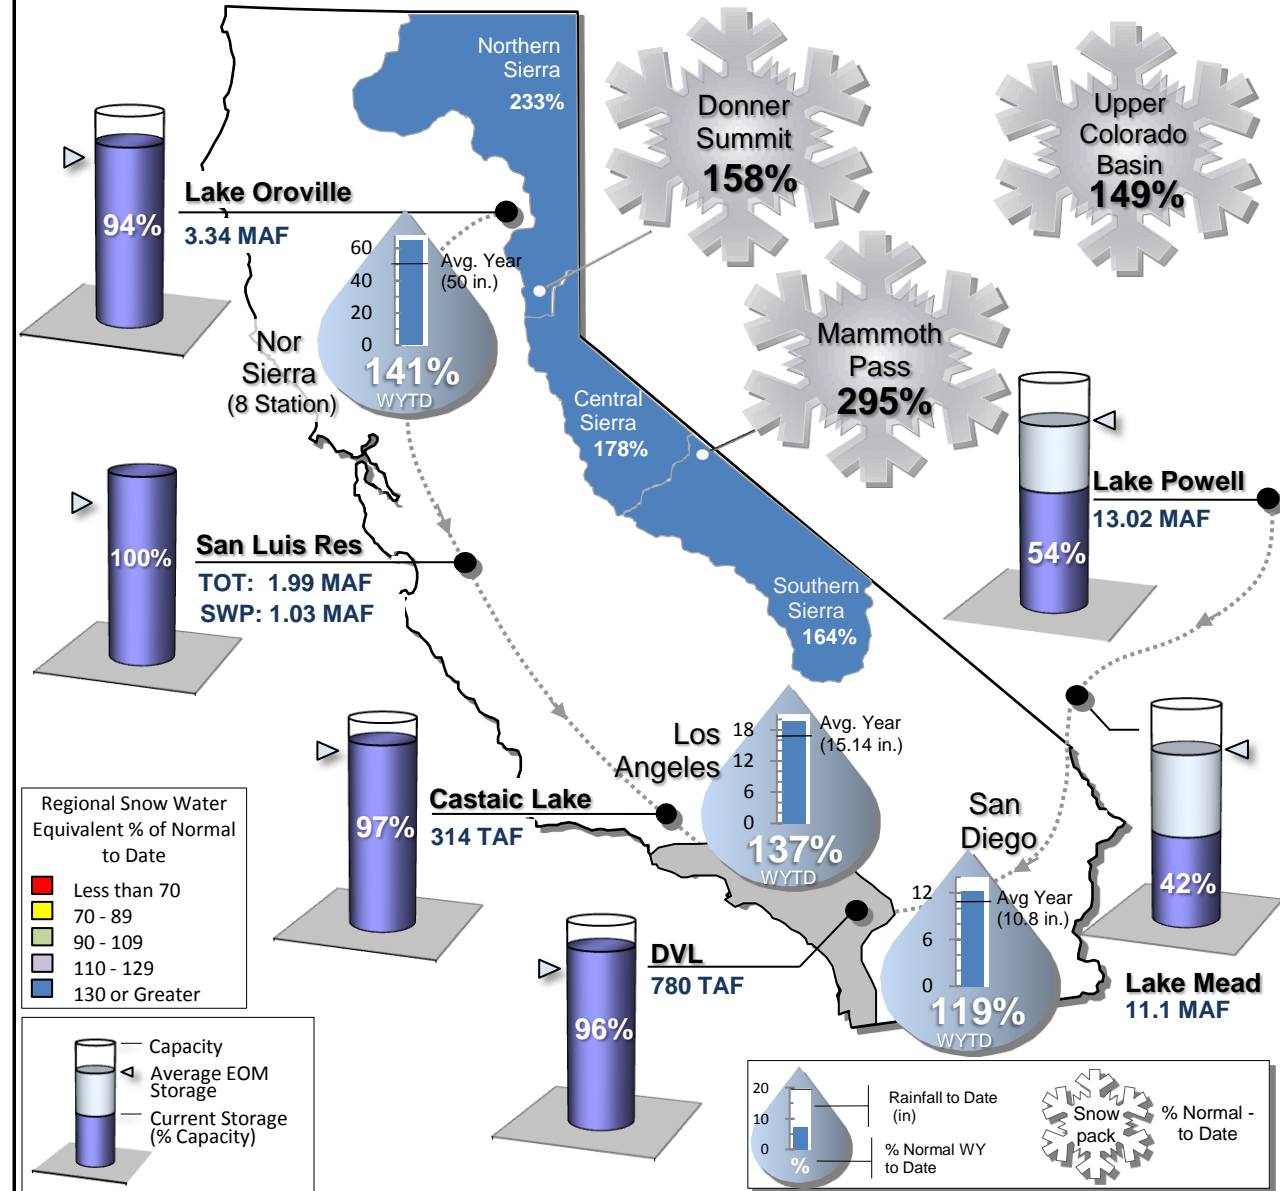 Northern
Sierra
233%
Donner
Summit
158%
Upper
Colorado
Basin
149%
94%
Lake Oroville
3.34 MAF
60
40
20
0
Avg. Year
(50 in.)
141%
WYTD
Nor
Sierra
(8 Station)
Mammoth
Pass
295%
Central
Sierra
178%
Lake Powell
13.02 MAF
54%
100%
San Luis Res
TOT: 1.99 MAF
SWP: 1.03 MAF
Southern
Sierra
164%
Los
Angeles
18
12
6
0
Avg. Year
(15.14 in.)
137%
WYTD
97%
Castaic Lake
314 TAF
San
Diego
12
6
0
Avg Year
(10.8 in.)
119%
WYTD
42%
Lake Mead
11.1 MAF
96%
DVL
780 TAF
Regional Snow Water
Equivalent % of Normal
to Date
Less than 70
70 - 89
90 - 109
110 - 129
130 or Greater
Capacity
Average EOM
Storage
Current Storage
(% Capacity)
20
10
0
%
Rainfall to Date
(in)
% Normal WY
to Date
Snow
pack
% Normal -
to Date